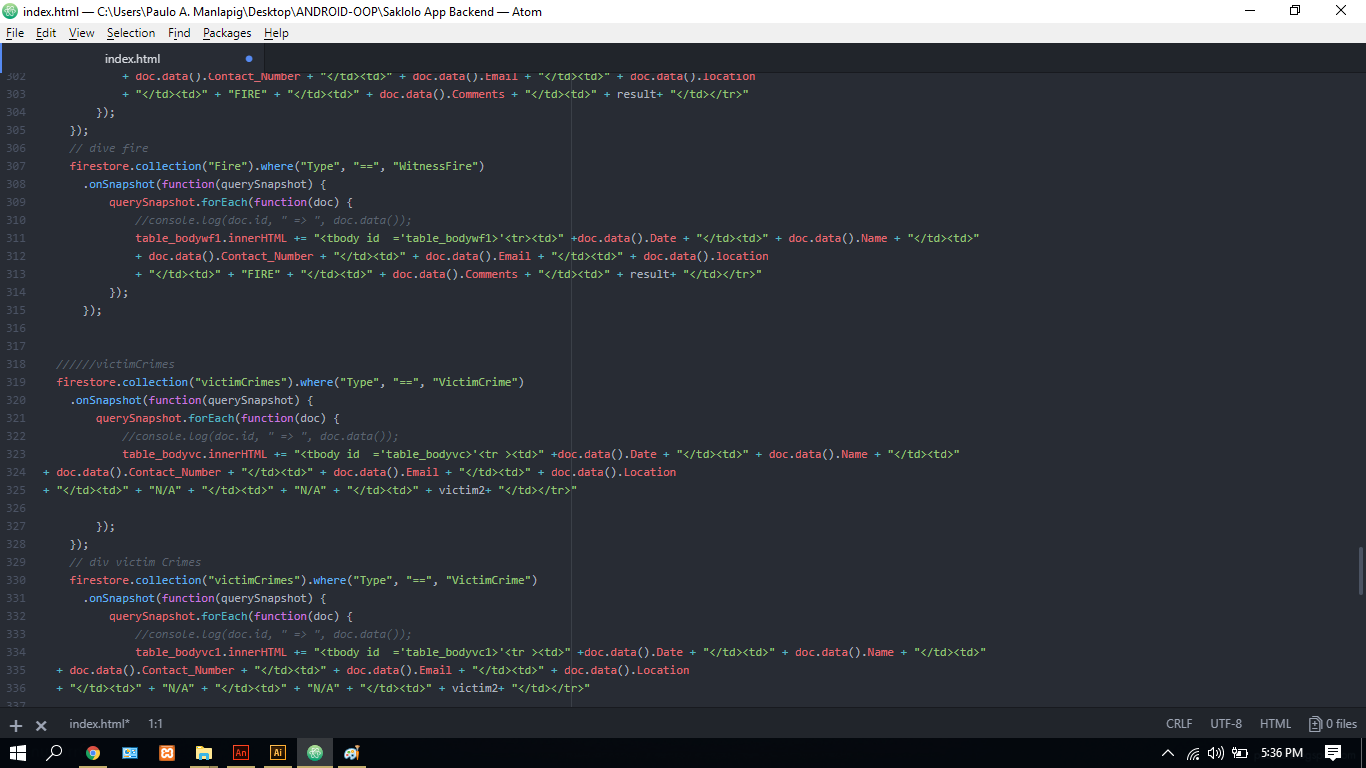 index.html — C:\Users\Paulo A. Manlapig\Desktop\ANDROID-OOP\Saklolo App Backend — Atom
File Edit View Selection Find Packages Help
index.html
302 + doc.data().Contact_Number + "</td><td>" + doc.data().Email + "</td><td>" + doc.data().location
303 + "</td><td>" + "FIRE" + "</td><td>" + doc.data().Comments + "</td><td>" + result+ "</td></tr>"
304 });
305 });
306 // dive fire
307 firestore.collection("Fire").where("Type", "==", "WitnessFire")
308 .onSnapshot(function(querySnapshot) {
309 querySnapshot.forEach(function(doc) {
310 //console.log(doc.id, " => ", doc.data());
311 table_bodywf1.innerHTML += "<tbody id  ='table_bodywf1>'<tr><td>" +doc.data().Date + "</td><td>" + doc.data().Name + "</td><td>"
312 + doc.data().Contact_Number + "</td><td>" + doc.data().Email + "</td><td>" + doc.data().location
313 + "</td><td>" + "FIRE" + "</td><td>" + doc.data().Comments + "</td><td>" + result+ "</td></tr>"
314 });
315 });
316
317
318 //////victimCrimes
319 firestore.collection("victimCrimes").where("Type", "==", "VictimCrime")
320 .onSnapshot(function(querySnapshot) {
321 querySnapshot.forEach(function(doc) {
322 //console.log(doc.id, " => ", doc.data());
323 table_bodyvc.innerHTML += "<tbody id  ='table_bodyvc>'<tr ><td>" +doc.data().Date + "</td><td>" + doc.data().Name + "</td><td>"
324 + doc.data().Contact_Number + "</td><td>" + doc.data().Email + "</td><td>" + doc.data().Location
325 + "</td><td>" + "N/A" + "</td><td>" + "N/A" + "</td><td>" + victim2+ "</td></tr>"
326
327 });
328 });
329 // div victim Crimes
330 firestore.collection("victimCrimes").where("Type", "==", "VictimCrime")
331 .onSnapshot(function(querySnapshot) {
332 querySnapshot.forEach(function(doc) {
333 //console.log(doc.id, " => ", doc.data());
334 table_bodyvc1.innerHTML += "<tbody id  ='table_bodyvc1>'<tr ><td>" +doc.data().Date + "</td><td>" + doc.data().Name + "</td><td>"
335 + doc.data().Contact_Number + "</td><td>" + doc.data().Email + "</td><td>" + doc.data().Location
336 + "</td><td>" + "N/A" + "</td><td>" + "N/A" + "</td><td>" + victim2+ "</td></tr>"
337
index.html* 1:1 CRLF UTF-8 HTML 0 files
An Ai 5:36 PM